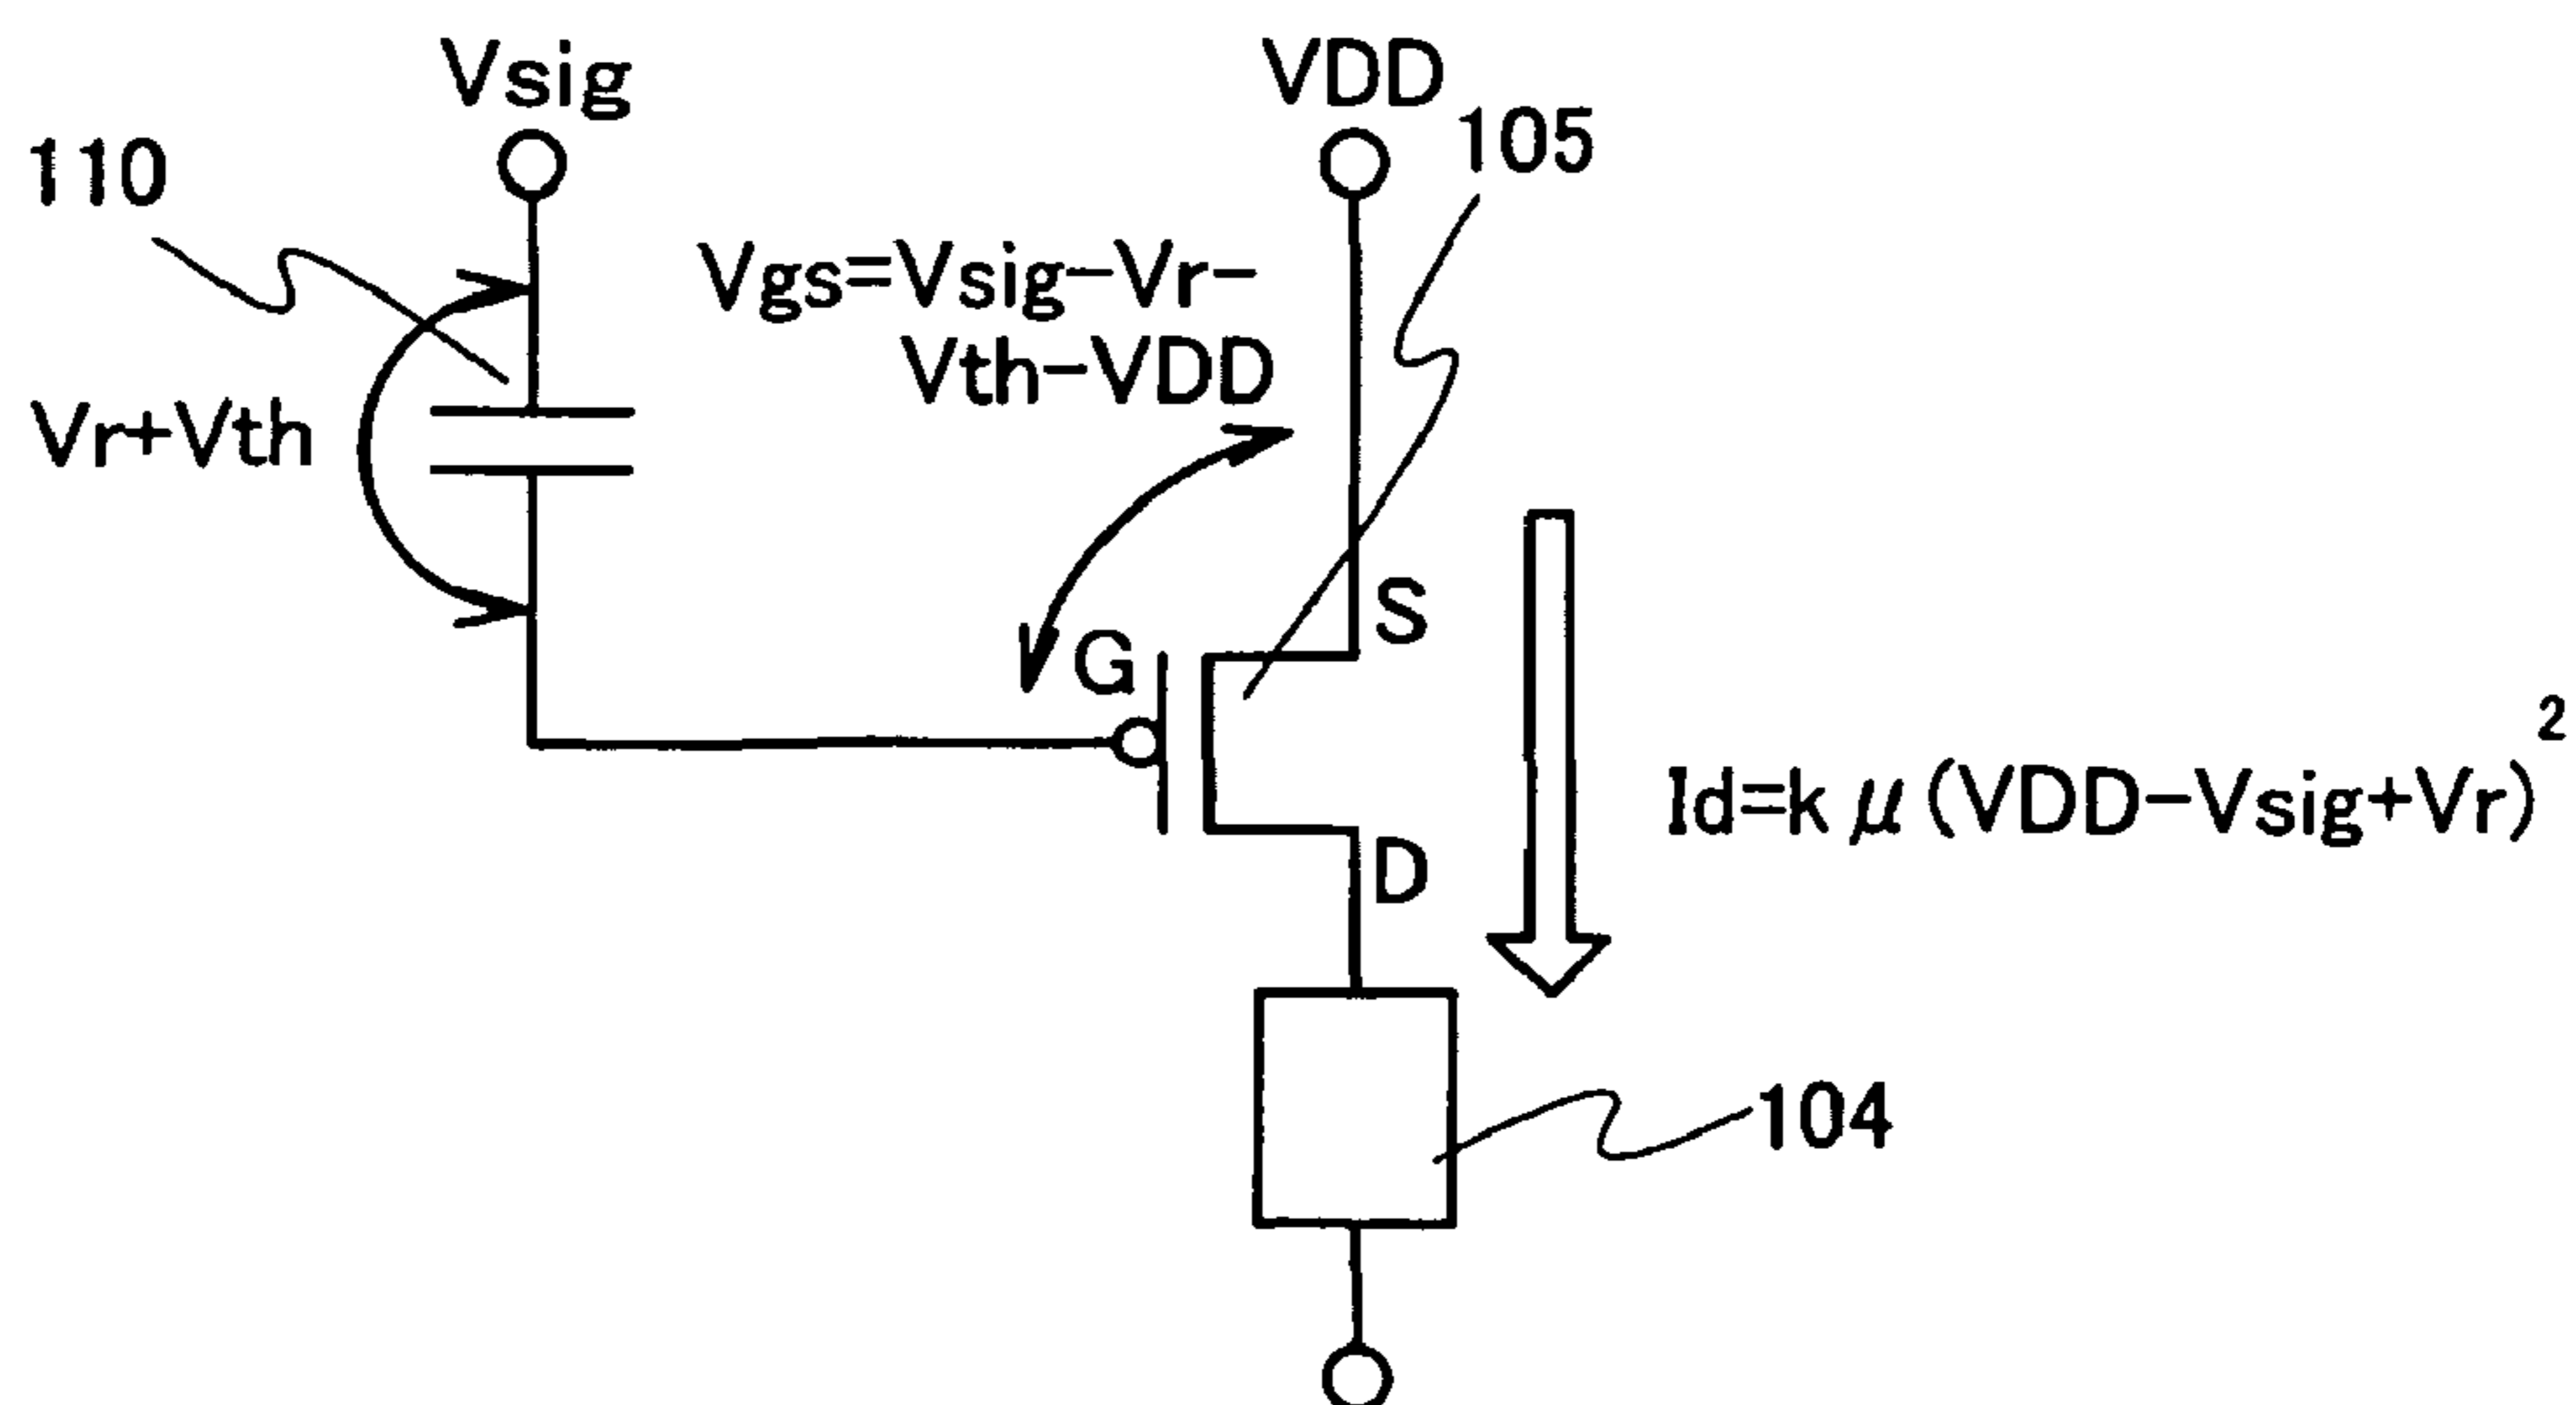 Vsig
VDD
110
105
Vgs=Vsig-Vr-
Vth-VDD
Vr+Vth
S
G
Id=kμ(VDD-Vsig+Vr)²
D
104